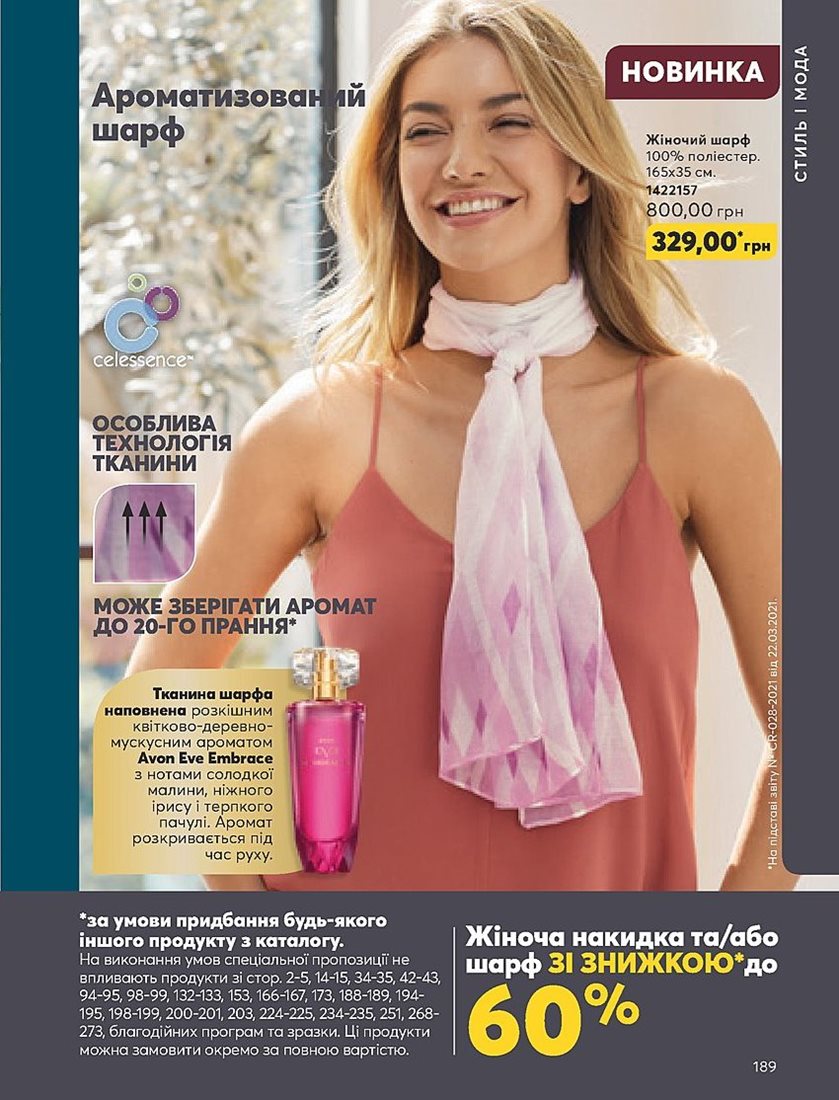 Ароматизований
шарф
НОВИНКА
СТИЛЬ І МОДА
Жіночий шарф
100% поліестер.
165х35 см.
1422157
800,00 грн
329,00* грн
celessence™
ОСОБЛИВА
ТЕХНОЛОГІЯ
ТКАНИНИ
МОЖЕ ЗБЕРІГАТИ АРОМАТ
ДО 20-ГО ПРАННЯ*
Тканина шарфа
наповнена розкішним
квітково-деревно-
мускусним ароматом
Avon Eve Embrace
з нотами солодкої
малини, ніжного
ірису і терпкого
пачулі. Аромат
розкривається під
час руху.
*На підставі звіту № CR-028-2021 від 22.03.2021.
*за умови придбання будь-якого
іншого продукту з каталогу.
На виконання умов спеціальної пропозиції не
впливають продукти зі стор. 2-5, 14-15, 34-35, 42-43,
94-95, 98-99, 132-133, 153, 166-167, 173, 188-189, 194-
195, 198-199, 200-201, 203, 224-225, 234-235, 251, 268-
273, благодійних програм та зразки. Ці продукти
можна замовити окремо за повною вартістю.
Жіноча накидка та/або
шарф ЗІ ЗНИЖКОЮ* до
60%
189